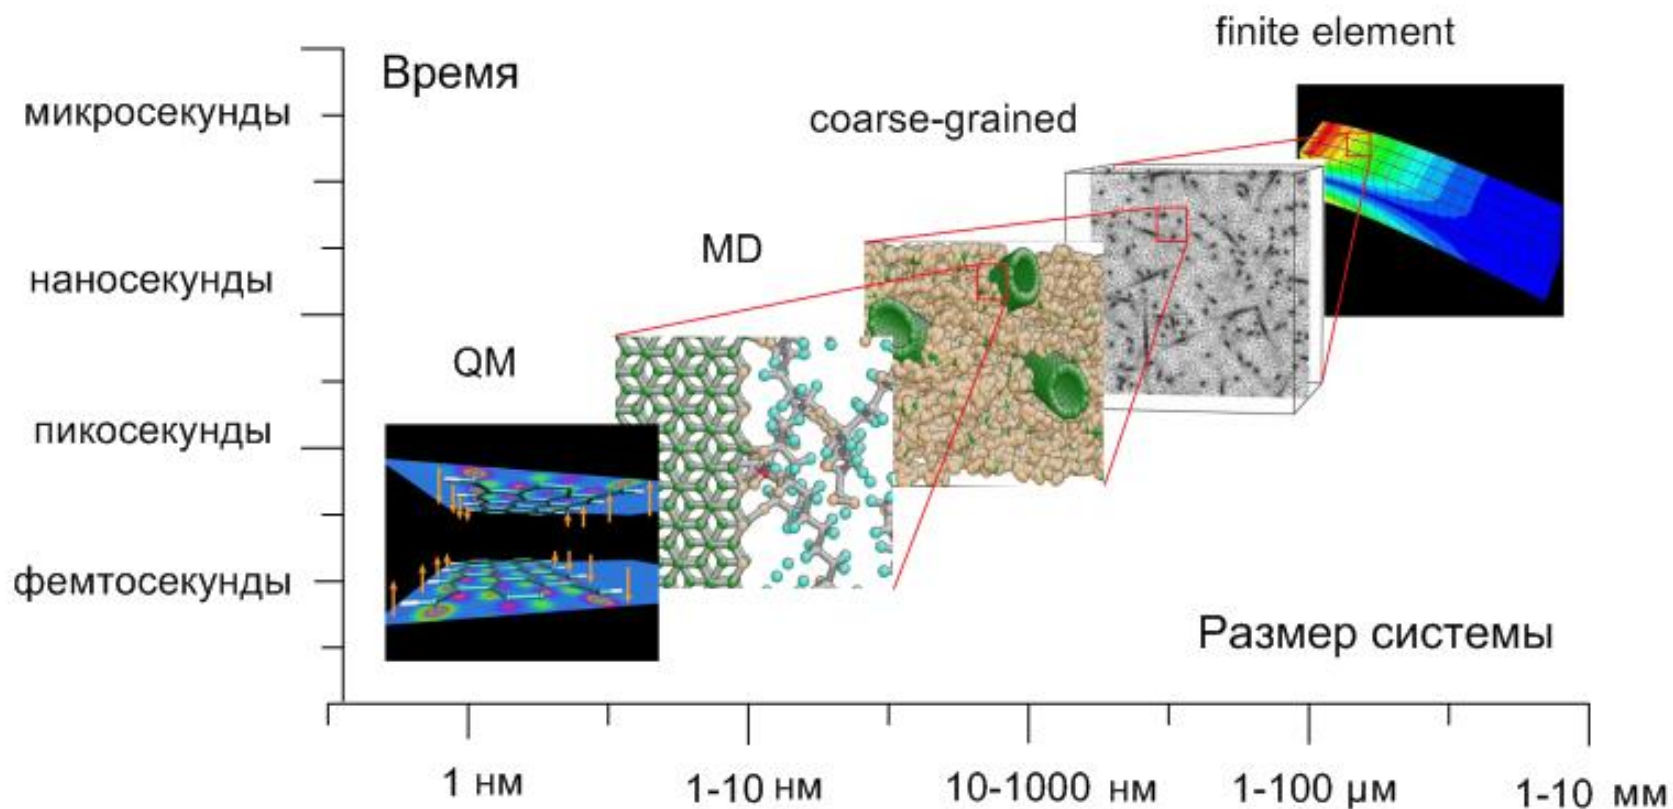 finite element
Время
микросекунды
coarse-grained
MD
наносекунды
QM
пикосекунды
фемтосекунды
Размер системы
1 нм
1-10 нм
10-1000 нм
1-100 μм
1-10 мм